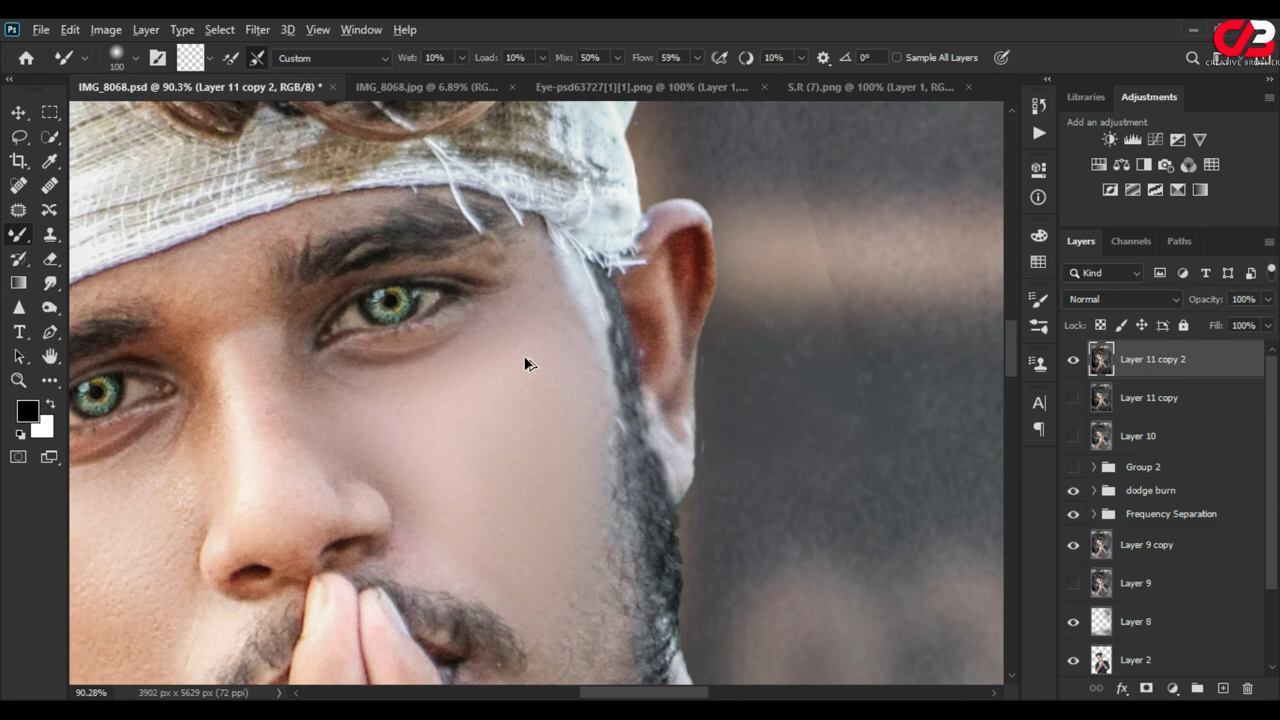 Ps File Edit Image Layer Type Select Filter 3D View Window Help
CREATIVE BROTHER
100 Custom Wet: 10% Load: 10% Mix: 50% Flow: 59% 10% 0° Sample All Layers
IMG_8068.psd @ 90.3% (Layer 11 copy 2, RGB/8) * × IMG_8068.jpg @ 6.89% (RG... × Eye-psd63727[1][1].png @ 100% (Layer 1,... × S.R (7).png @ 100% (Layer 1, RG... ×
Libraries Adjustments
Add an adjustment
Layers Channels Paths
Kind
Normal Opacity: 100%
Lock: Fill: 100%
Layer 11 copy 2
Layer 11 copy
Layer 10
Group 2
dodge burn
Frequency Separation
Layer 9 copy
Layer 9
Layer 8
Layer 2
90.28% 3902 px x 5629 px (72 ppi)